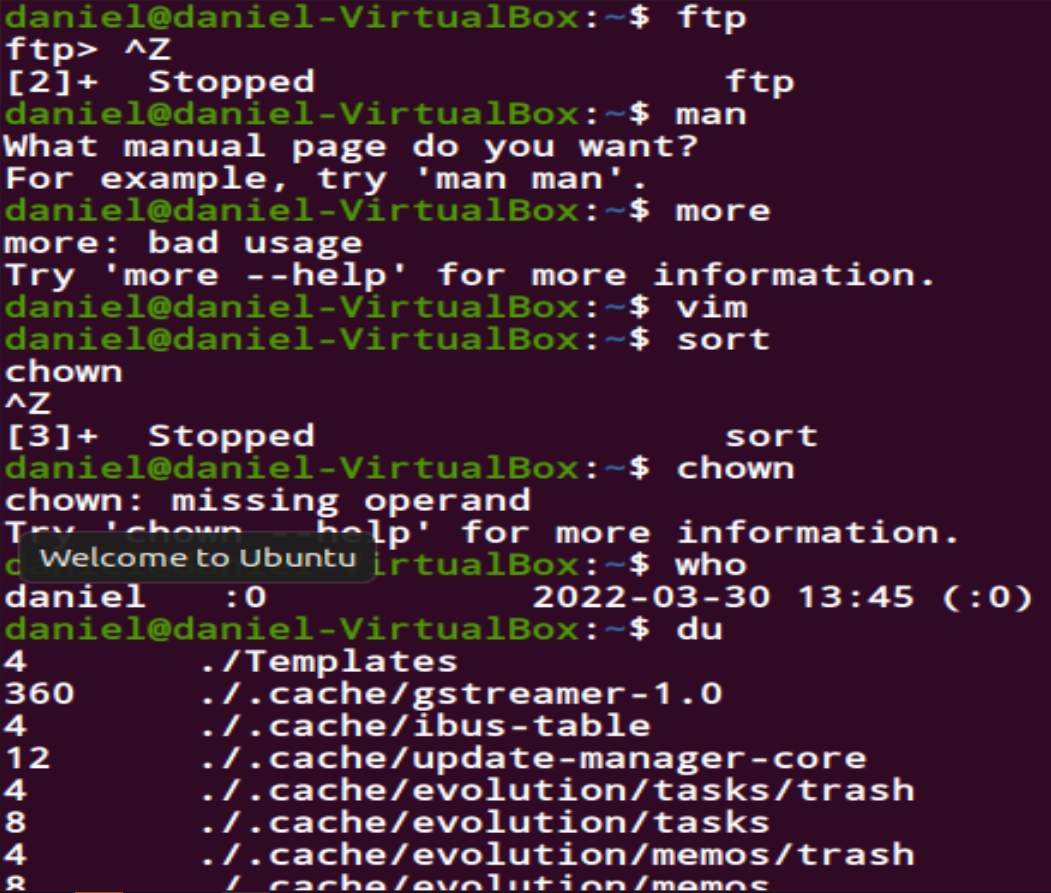 daniel@daniel-VirtualBox:~$ ftp
ftp> ^Z
[2]+  Stopped                 ftp
daniel@daniel-VirtualBox:~$ man
What manual page do you want?
For example, try 'man man'.
daniel@daniel-VirtualBox:~$ more
more: bad usage
Try 'more --help' for more information.
daniel@daniel-VirtualBox:~$ vim
daniel@daniel-VirtualBox:~$ sort
chown
^Z
[3]+  Stopped                 sort
daniel@daniel-VirtualBox:~$ chown
chown: missing operand
Try 'chown --help' for more information.
Welcome to Ubuntu
irtualBox:~$ who
daniel   :0           2022-03-30 13:45 (:0)
daniel@daniel-VirtualBox:~$ du
4       ./Templates
360     ./.cache/gstreamer-1.0
4       ./.cache/ibus-table
12      ./.cache/update-manager-core
4       ./.cache/evolution/tasks/trash
8       ./.cache/evolution/tasks
4       ./.cache/evolution/memos/trash
8       ./.cache/evolution/memos